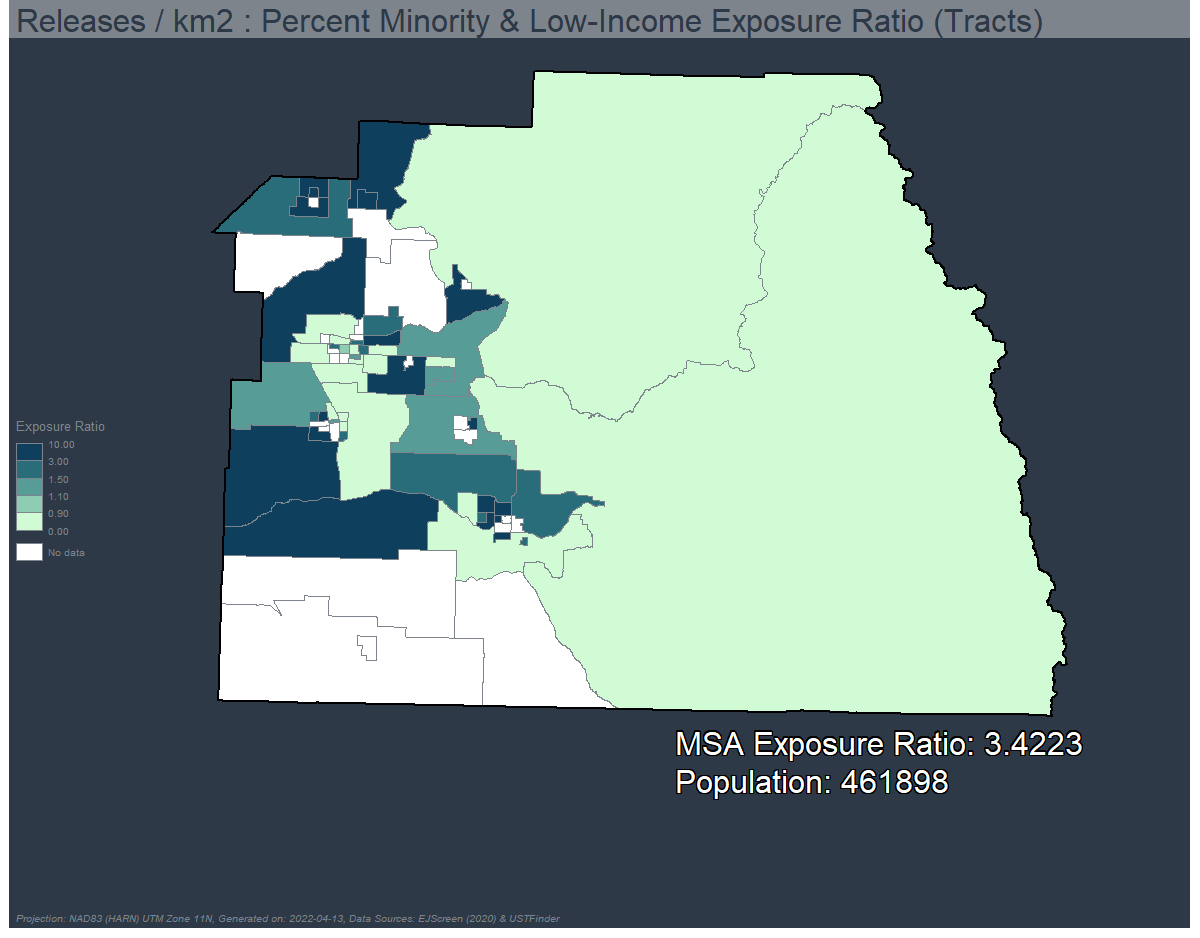 Releases / km2 : Percent Minority & Low-Income Exposure Ratio (Tracts)
Exposure Ratio
10.00
3.00
1.50
1.10
0.90
0.00
No data
MSA Exposure Ratio: 3.4223
Population: 461898
Projection: NAD83 (HARN) UTM Zone 11N, Generated on: 2022-04-13, Data Sources: EJScreen (2020) & USTFinder